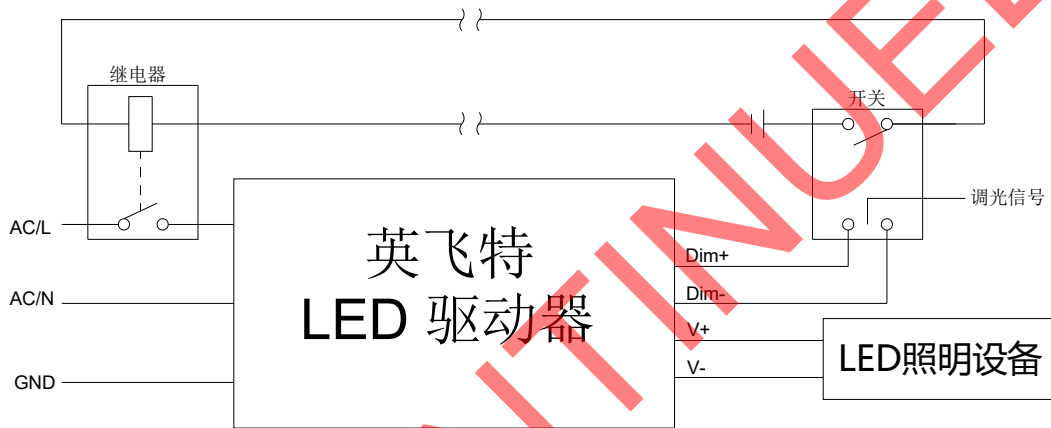 继电器
开关
调光信号
AC/L
英飞特
LED 驱动器
Dim+
AC/N
Dim-
V+
LED照明设备
V-
GND